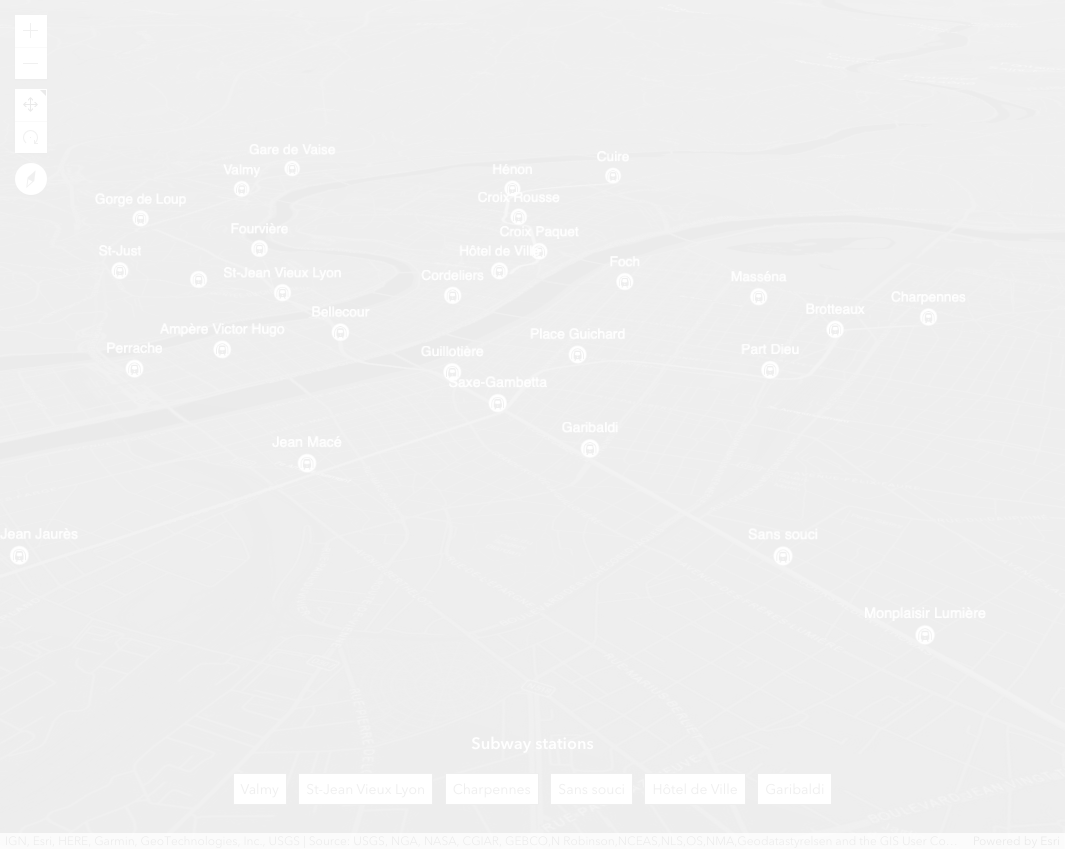 Gare de Vaise
Cuire
Valmy
Hénon
Croix Rousse
Gorge de Loup
Fourvière
Croix Paquet
St-Just
Hôtel de Ville
Foch
St-Jean Vieux Lyon
Cordeliers
Masséna
Charpennes
Bellecour
Brotteaux
Ampère Victor Hugo
Place Guichard
Perrache
Guillotière
Part Dieu
Saxe-Gambetta
Garibaldi
Jean Macé
Jean Jaurès
Sans souci
Monplaisir Lumière
Subway stations
Valmy St-Jean Vieux Lyon Charpennes Sans souci Hôtel de Ville Garibaldi
IGN, Esri, HERE, Garmin, GeoTechnologies, Inc., USGS | Source: USGS, NGA, NASA, CGIAR, GEBCO,N Robinson,NCEAS,NLS,OS,NMA,Geodatastyrelsen and the GIS User Co... Powered by Esri